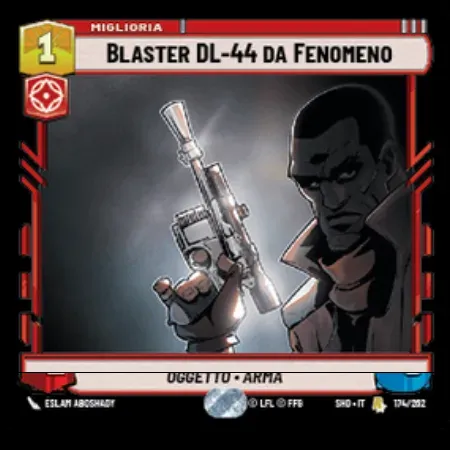 MIGLIORIA
1
BLASTER DL-44 DA FENOMENO
OGGETTO • ARMA
ESLAM ABOSHADY
© LFL ® FFG
SHD • IT
174/262